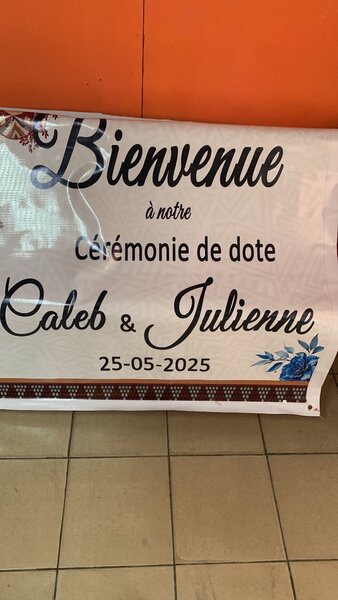 Bienvenue
à notre
Cérémonie de dote
Caleb & Julienne
25-05-2025